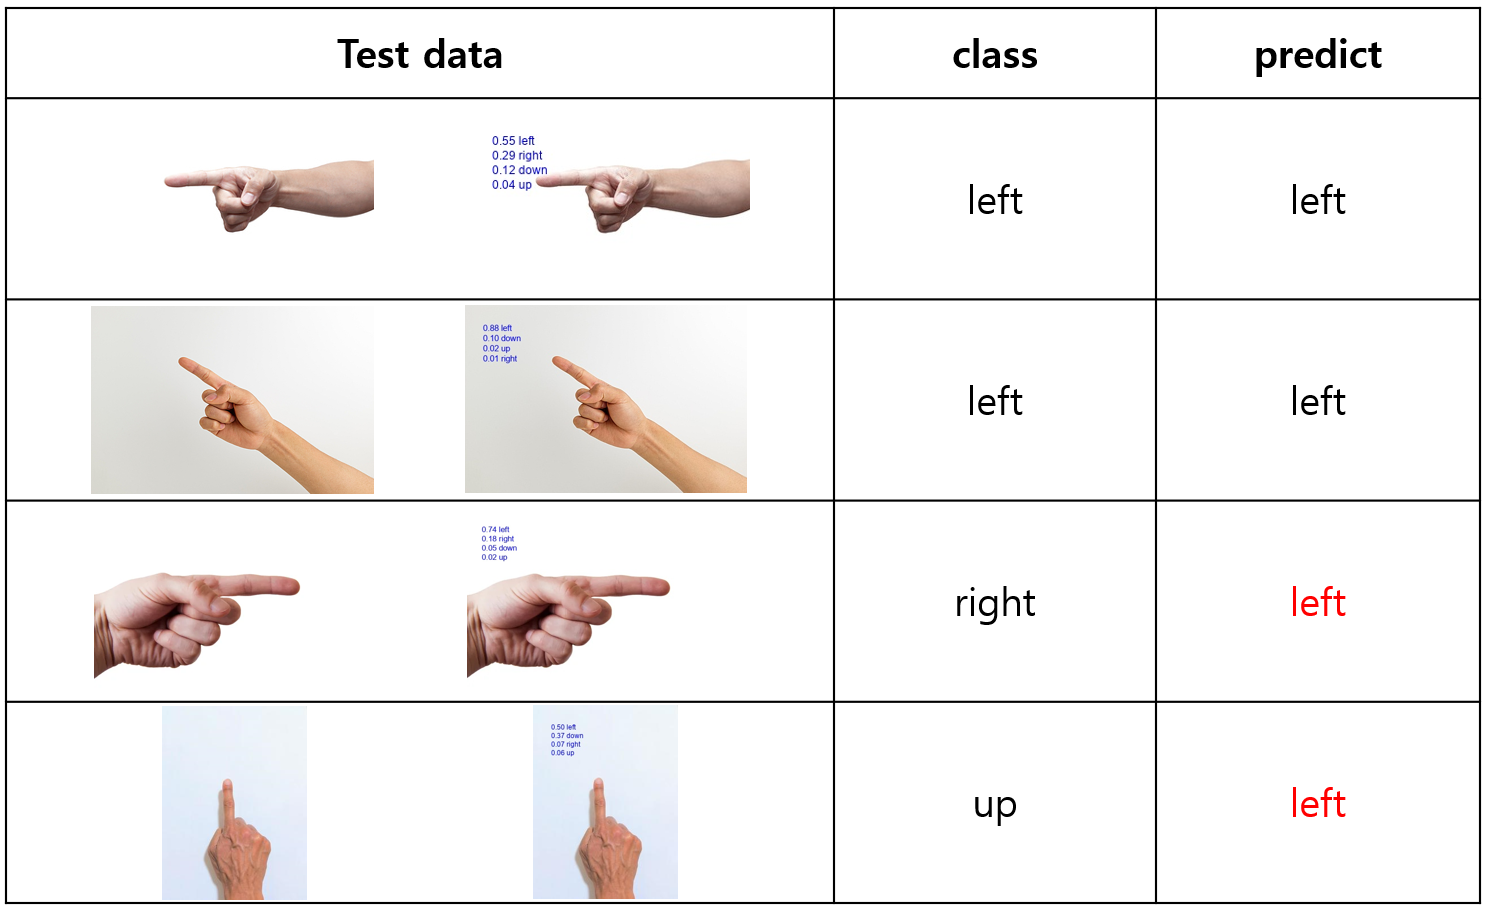 Test data class predict
0.55 left
0.29 right
0.12 down
0.04 up
left left
0.88 left
0.10 down
0.02 up
0.01 right
left left
0.74 left
0.18 right
0.05 down
0.02 up
right left
0.50 left
0.37 down
0.07 right
0.06 up
up left